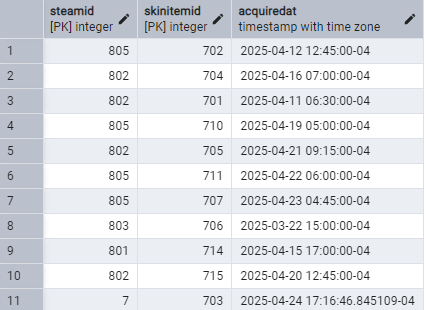 steamid skinitemid acquiredat
[PK] integer [PK] integer timestamp with time zone
1 805 702 2025-04-12 12:45:00-04
2 802 704 2025-04-16 07:00:00-04
3 802 701 2025-04-11 06:30:00-04
4 805 710 2025-04-19 05:00:00-04
5 802 705 2025-04-21 09:15:00-04
6 805 711 2025-04-22 06:00:00-04
7 805 707 2025-04-23 04:45:00-04
8 803 706 2025-03-22 15:00:00-04
9 801 714 2025-04-15 17:00:00-04
10 802 715 2025-04-20 12:45:00-04
11 7 703 2025-04-24 17:16:46.845109-04